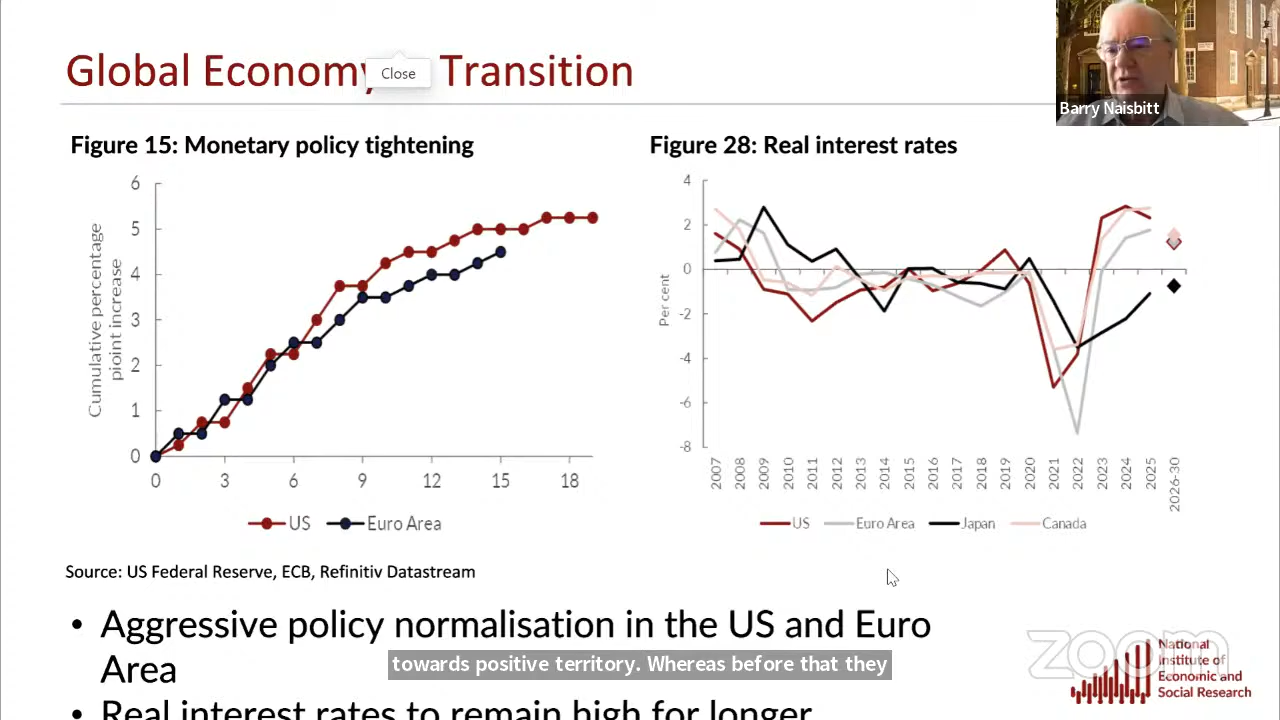 Global Economy Transition
Close
Barry Naisbitt
Figure 15: Monetary policy tightening
6
5
4
3
2
1
0
Cumulative percentage
pioint increase
0 3 6 9 12 15 18
US Euro Area
Figure 28: Real interest rates
4
2
0
-2
-4
-6
-8
Per cent
2007 2008 2009 2010 2011 2012 2013 2014 2015 2016 2017 2018 2019 2020 2021 2022 2023 2024 2025 2026-30
US Euro Area Japan Canada
Source: US Federal Reserve, ECB, Refinitiv Datastream
• Aggressive policy normalisation in the US and Euro
Area
towards positive territory. Whereas before that they
• Real interest rates to remain high for longer
zoom
National
Institute of
Economic and
Social Research